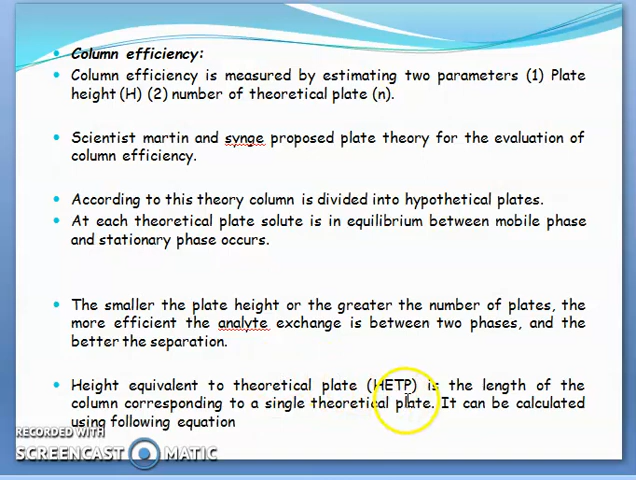 Column efficiency:
Column efficiency is measured by estimating two parameters (1) Plate
height (H) (2) number of theoretical plate (n).
Scientist martin and synge proposed plate theory for the evaluation of
column efficiency.
According to this theory column is divided into hypothetical plates.
At each theoretical plate solute is in equilibrium between mobile phase
and stationary phase occurs.
The smaller the plate height or the greater the number of plates, the
more efficient the analyte exchange is between two phases, and the
better the separation.
Height equivalent to theoretical plate (HETP) is the length of the
column corresponding to a single theoretical plate. It can be calculated
using following equation
RECORDED WITH
SCREENCAST MATIC